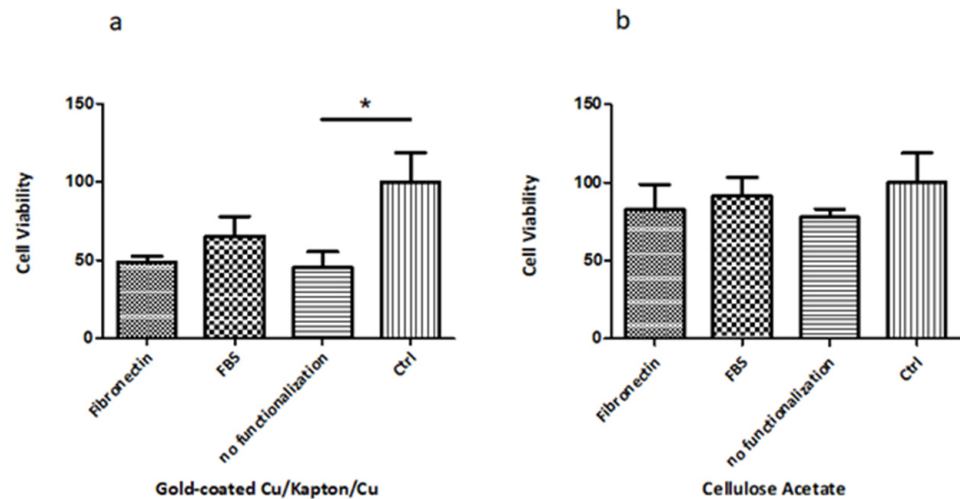 a
150
*
100
50
0
Cell Viability
Fibronectin
FBS
no functionalization
Ctrl
Gold-coated Cu/Kapton/Cu
b
150
100
50
0
Cell Viability
Fibronectin
FBS
no functionalization
Ctrl
Cellulose Acetate